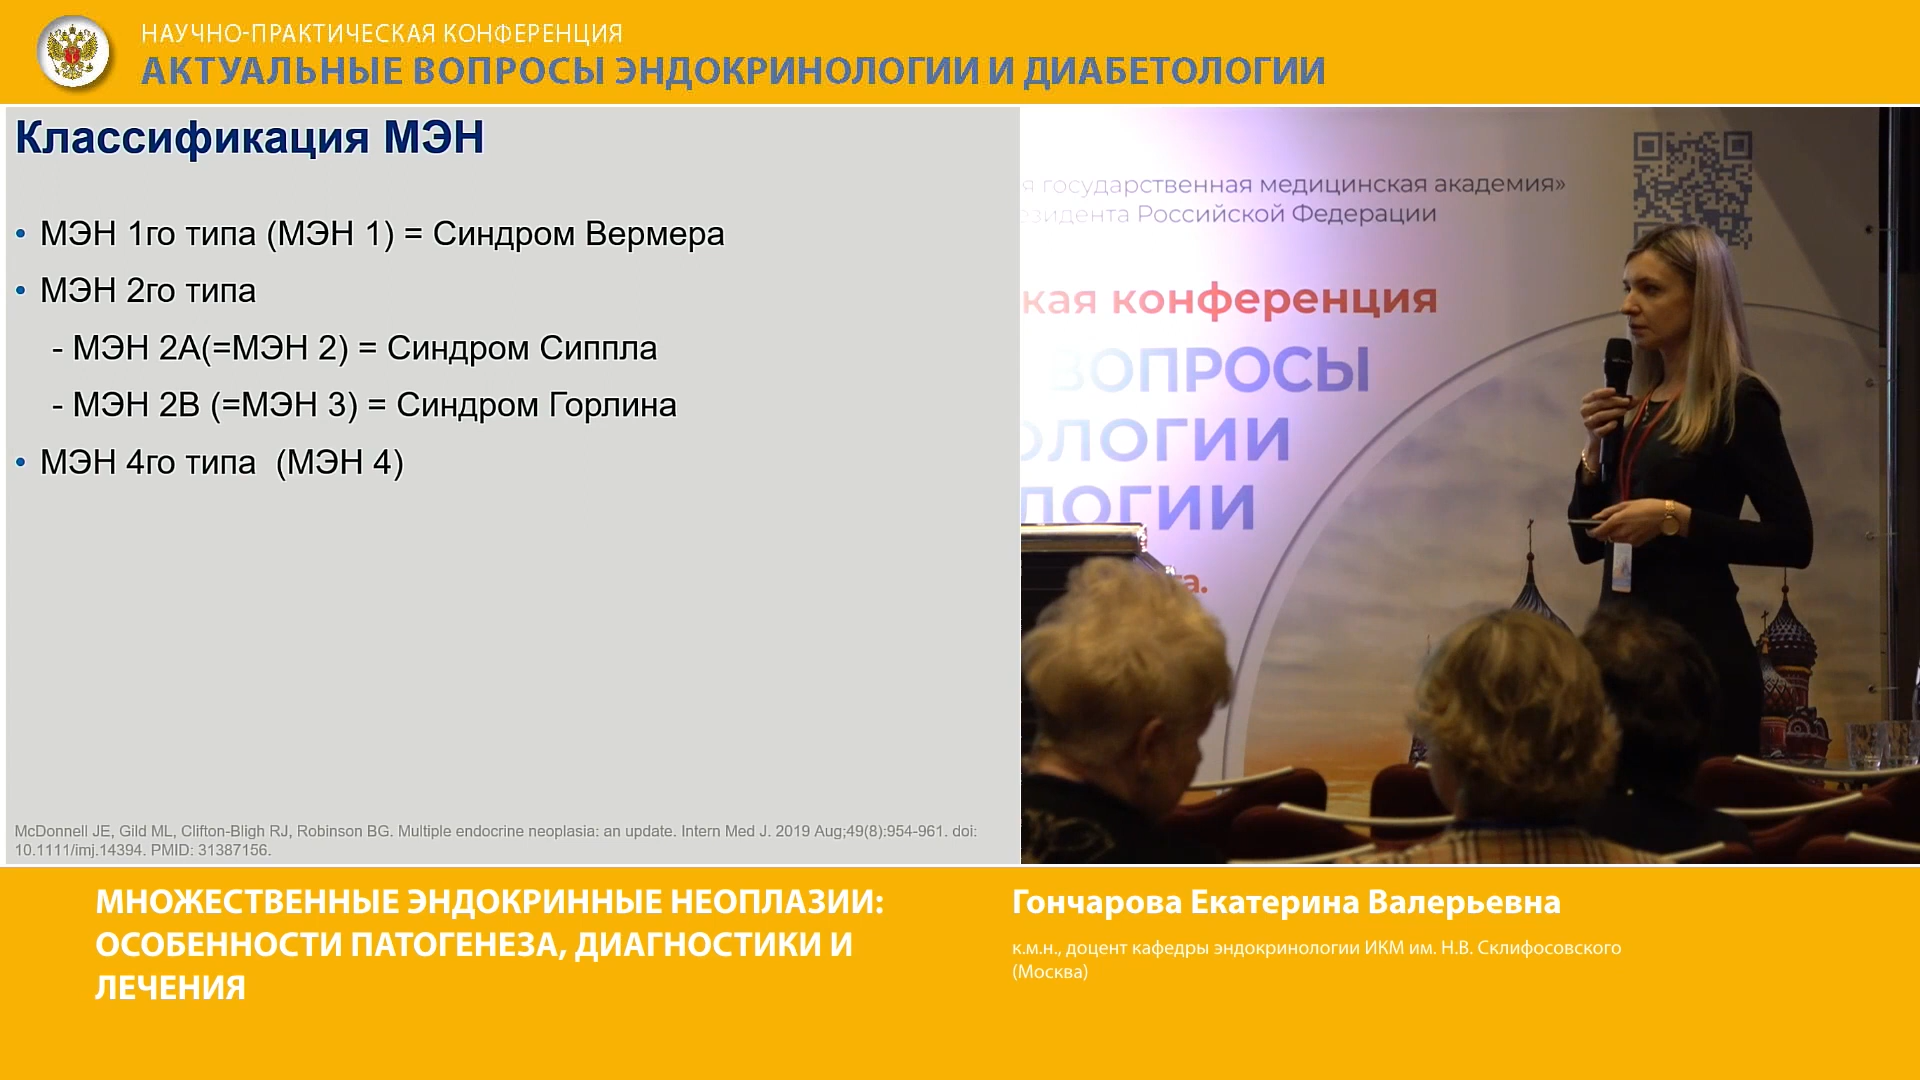 НАУЧНО-ПРАКТИЧЕСКАЯ КОНФЕРЕНЦИЯ
АКТУАЛЬНЫЕ ВОПРОСЫ ЭНДОКРИНОЛОГИИ И ДИАБЕТОЛОГИИ
Классификация МЭН
• МЭН 1го типа (МЭН 1) = Синдром Вермера
• МЭН 2го типа
- МЭН 2А(=МЭН 2) = Синдром Сиппла
- МЭН 2В (=МЭН 3) = Синдром Горлина
• МЭН 4го типа (МЭН 4)
McDonnell JE, Gild ML, Clifton-Bligh RJ, Robinson BG. Multiple endocrine neoplasia: an update. Intern Med J. 2019 Aug;49(8):954-961. doi:
10.1111/imj.14394. PMID: 31387156.
я государственная медицинская академия»
езидента Российской Федерации
кая конференция
ВОПРОСЫ
ОЛОГИИ
ЛОГИИ
та.
МНОЖЕСТВЕННЫЕ ЭНДОКРИННЫЕ НЕОПЛАЗИИ:
ОСОБЕННОСТИ ПАТОГЕНЕЗА, ДИАГНОСТИКИ И
ЛЕЧЕНИЯ
Гончарова Екатерина Валерьевна
к.м.н., доцент кафедры эндокринологии ИКМ им. Н.В. Склифосовского
(Москва)